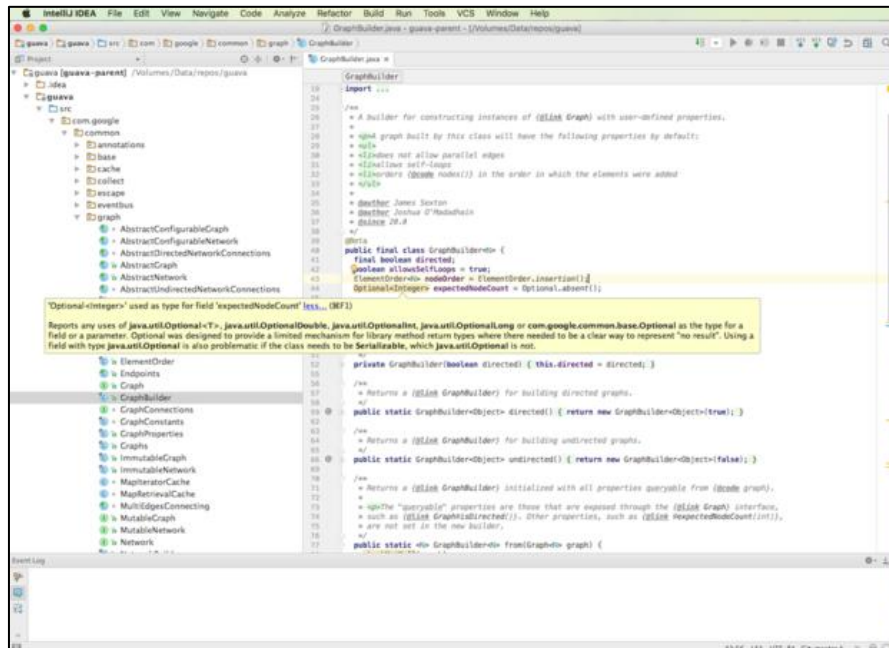 IntelliJ IDEA File Edit View Navigate Code Analyze Refactor Build Run Tools VCS Window Help
GraphBuilder.java - guava-parent - [/Volumes/Data/repos/guava]
guava guava src com google common graph GraphBuilder
Project
GraphBuilder.java
guava [guava-parent] /Volumes/Data/repos/guava
.idea
guava
src
com.google
common
annotations
base
cache
collect
escape
eventbus
graph
AbstractConfigurableGraph
AbstractConfigurableNetwork
AbstractDirectedNetworkConnections
AbstractGraph
AbstractNetwork
AbstractUndirectedNetworkConnections
ElementOrder
Endpoints
Graph
GraphBuilder
GraphConnections
GraphConstants
GraphProperties
Graphs
ImmutableGraph
ImmutableNetwork
MapIteratorCache
MapRetrievalCache
MultiEdgesConnecting
MutableGraph
MutableNetwork
Network
GraphBuilder
import ...
/**
* A builder for constructing instances of {@link Graph} with user-defined properties.
*
* <p>A graph built by this class will have the following properties by default:
* <ul>
* <li>does not allow parallel edges
* <li>allows self-loops
* <li>orders {@code nodes()} in the order in which the elements were added
* </ul>
*
* @author James Sexton
* @author Joshua O'Madadhain
* @since 20.0
*/
@Beta
public final class GraphBuilder<N> {
final boolean directed;
boolean allowsSelfLoops = true;
ElementOrder<N> nodeOrder = ElementOrder.insertion();
Optional<Integer> expectedNodeCount = Optional.absent();
'Optional<Integer>' used as type for field 'expectedNodeCount' less... (⌘F1)
Reports any uses of java.util.Optional<T>, java.util.OptionalDouble, java.util.OptionalInt, java.util.OptionalLong or com.google.common.base.Optional as the type for a
field or a parameter. Optional was designed to provide a limited mechanism for library method return types where there needed to be a clear way to represent "no result". Using a
field with type java.util.Optional is also problematic if the class needs to be Serializable, which java.util.Optional is not.
private GraphBuilder(boolean directed) { this.directed = directed; }
/**
* Returns a {@link GraphBuilder} for building directed graphs.
*/
public static GraphBuilder<Object> directed() { return new GraphBuilder<Object>(true); }
/**
* Returns a {@link GraphBuilder} for building undirected graphs.
*/
public static GraphBuilder<Object> undirected() { return new GraphBuilder<Object>(false); }
/**
* Returns a {@link GraphBuilder} initialized with all properties queryable from {@code graph}.
*
* <p>The "queryable" properties are those that are exposed through the {@link Graph} interface,
* such as {@link Graph#isDirected()}. Other properties, such as {@link #expectedNodeCount(int)},
* are not set in the new builder.
*/
public static <N> GraphBuilder<N> from(Graph<N> graph) {
Event Log